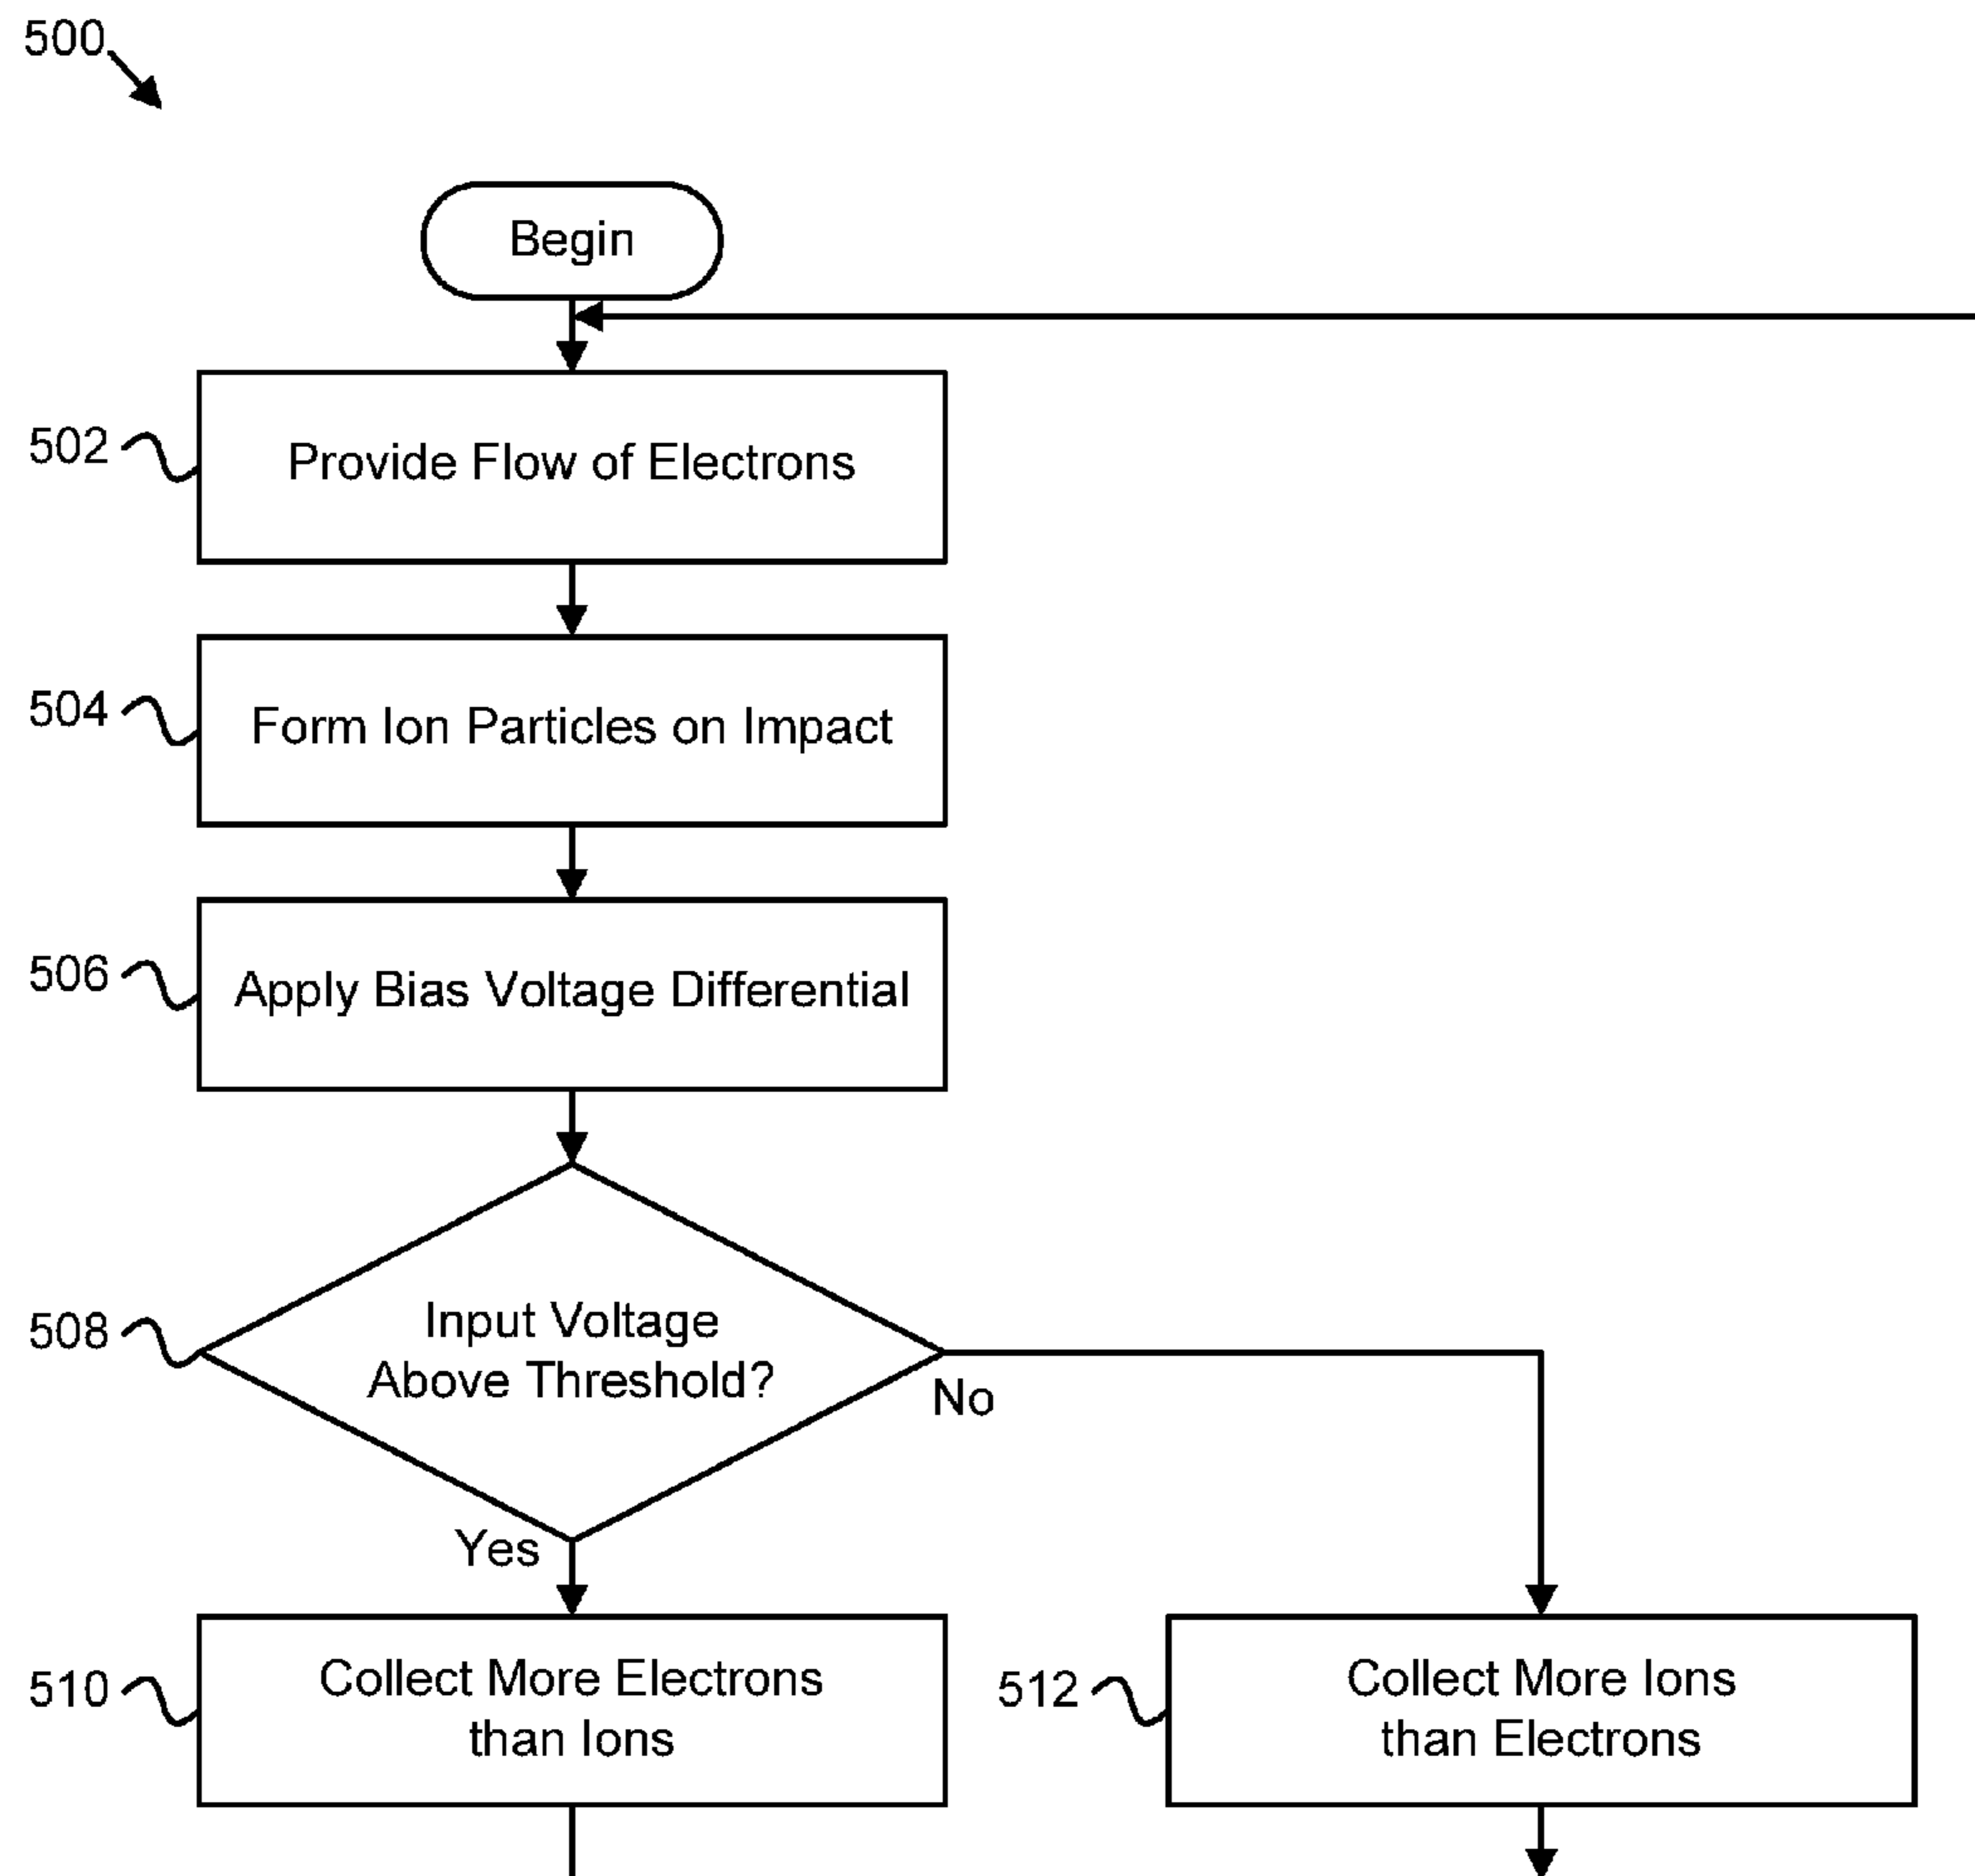 500
Begin
502
Provide Flow of Electrons
504
Form Ion Particles on Impact
506
Apply Bias Voltage Differential
508
Input Voltage
Above Threshold?
No
Yes
510
Collect More Electrons
than Ions
512
Collect More Ions
than Electrons